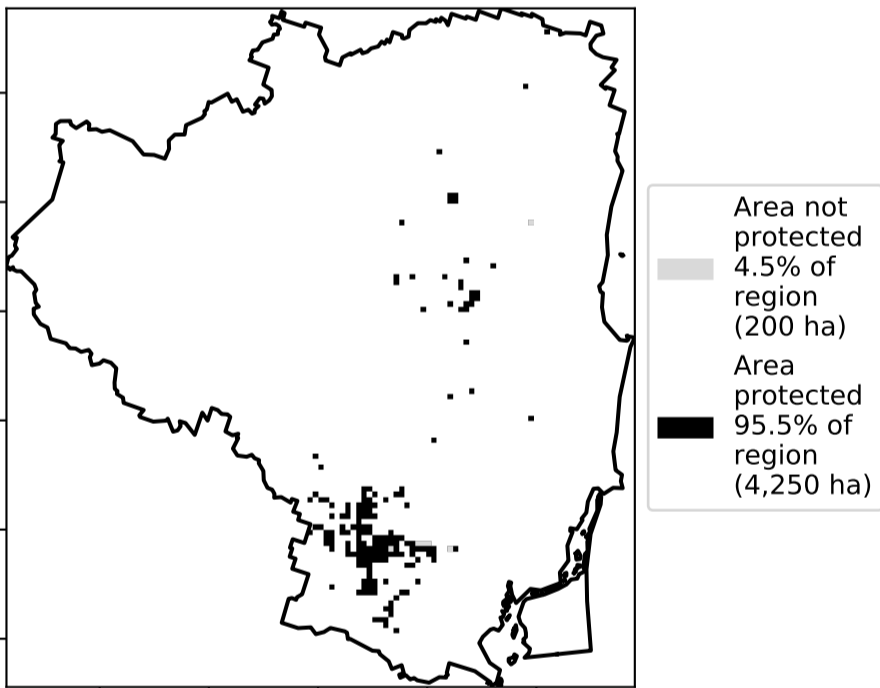 Area not
protected
4.5% of
region
(200 ha)
Area
protected
95.5% of
region
(4,250 ha)